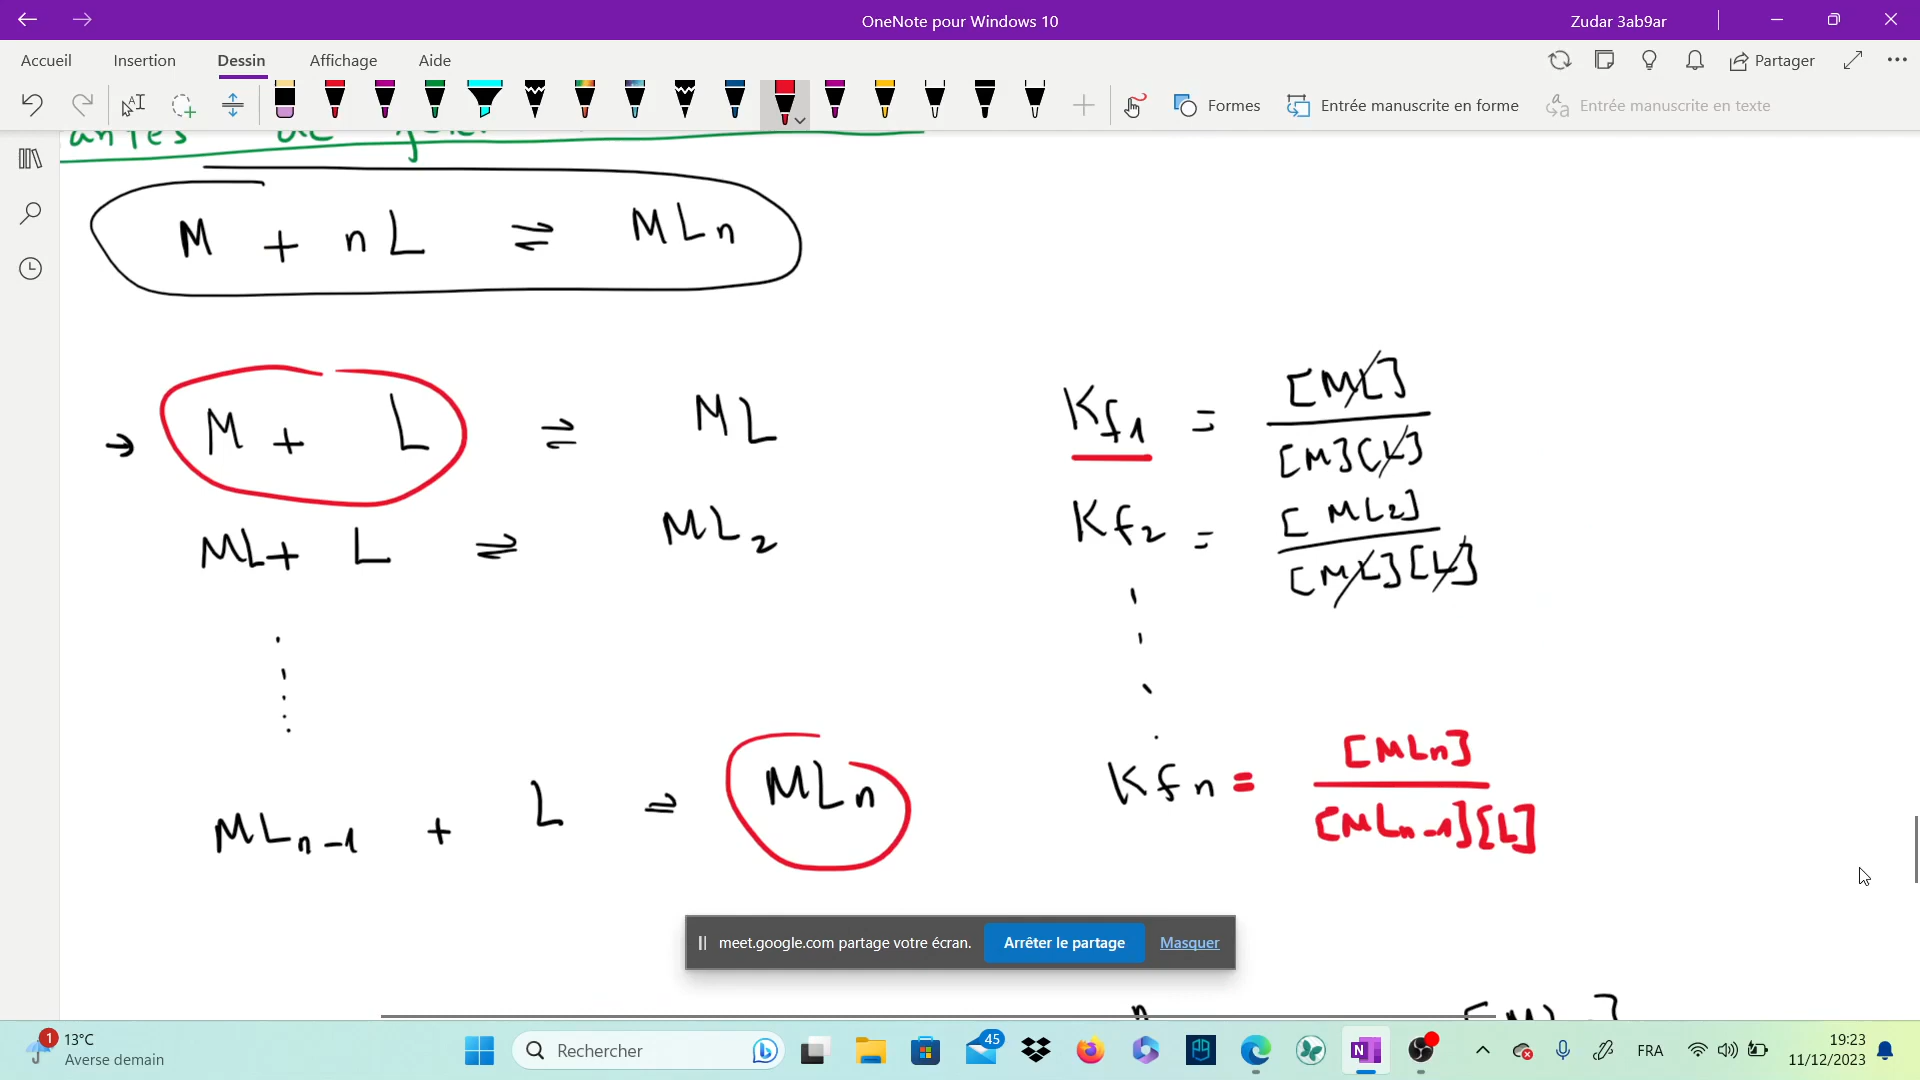 OneNote pour Windows 10
Zudar 3ab9ar
Accueil Insertion Dessin Affichage Aide
Partager
Formes Entrée manuscrite en forme Entrée manuscrite en texte
M + nL ⇌ MLn
→ M + L ⇌ ML
Kf1 = [ML] / [M][L]
ML + L ⇌ ML2
Kf2 = [ML2] / [ML][L]
MLn-1 + L ⇌ MLn
Kfn = [MLn] / [MLn-1][L]
meet.google.com partage votre écran. Arrêter le partage Masquer
1 13°C
Averse demain
Rechercher
45
FRA
19:23
11/12/2023